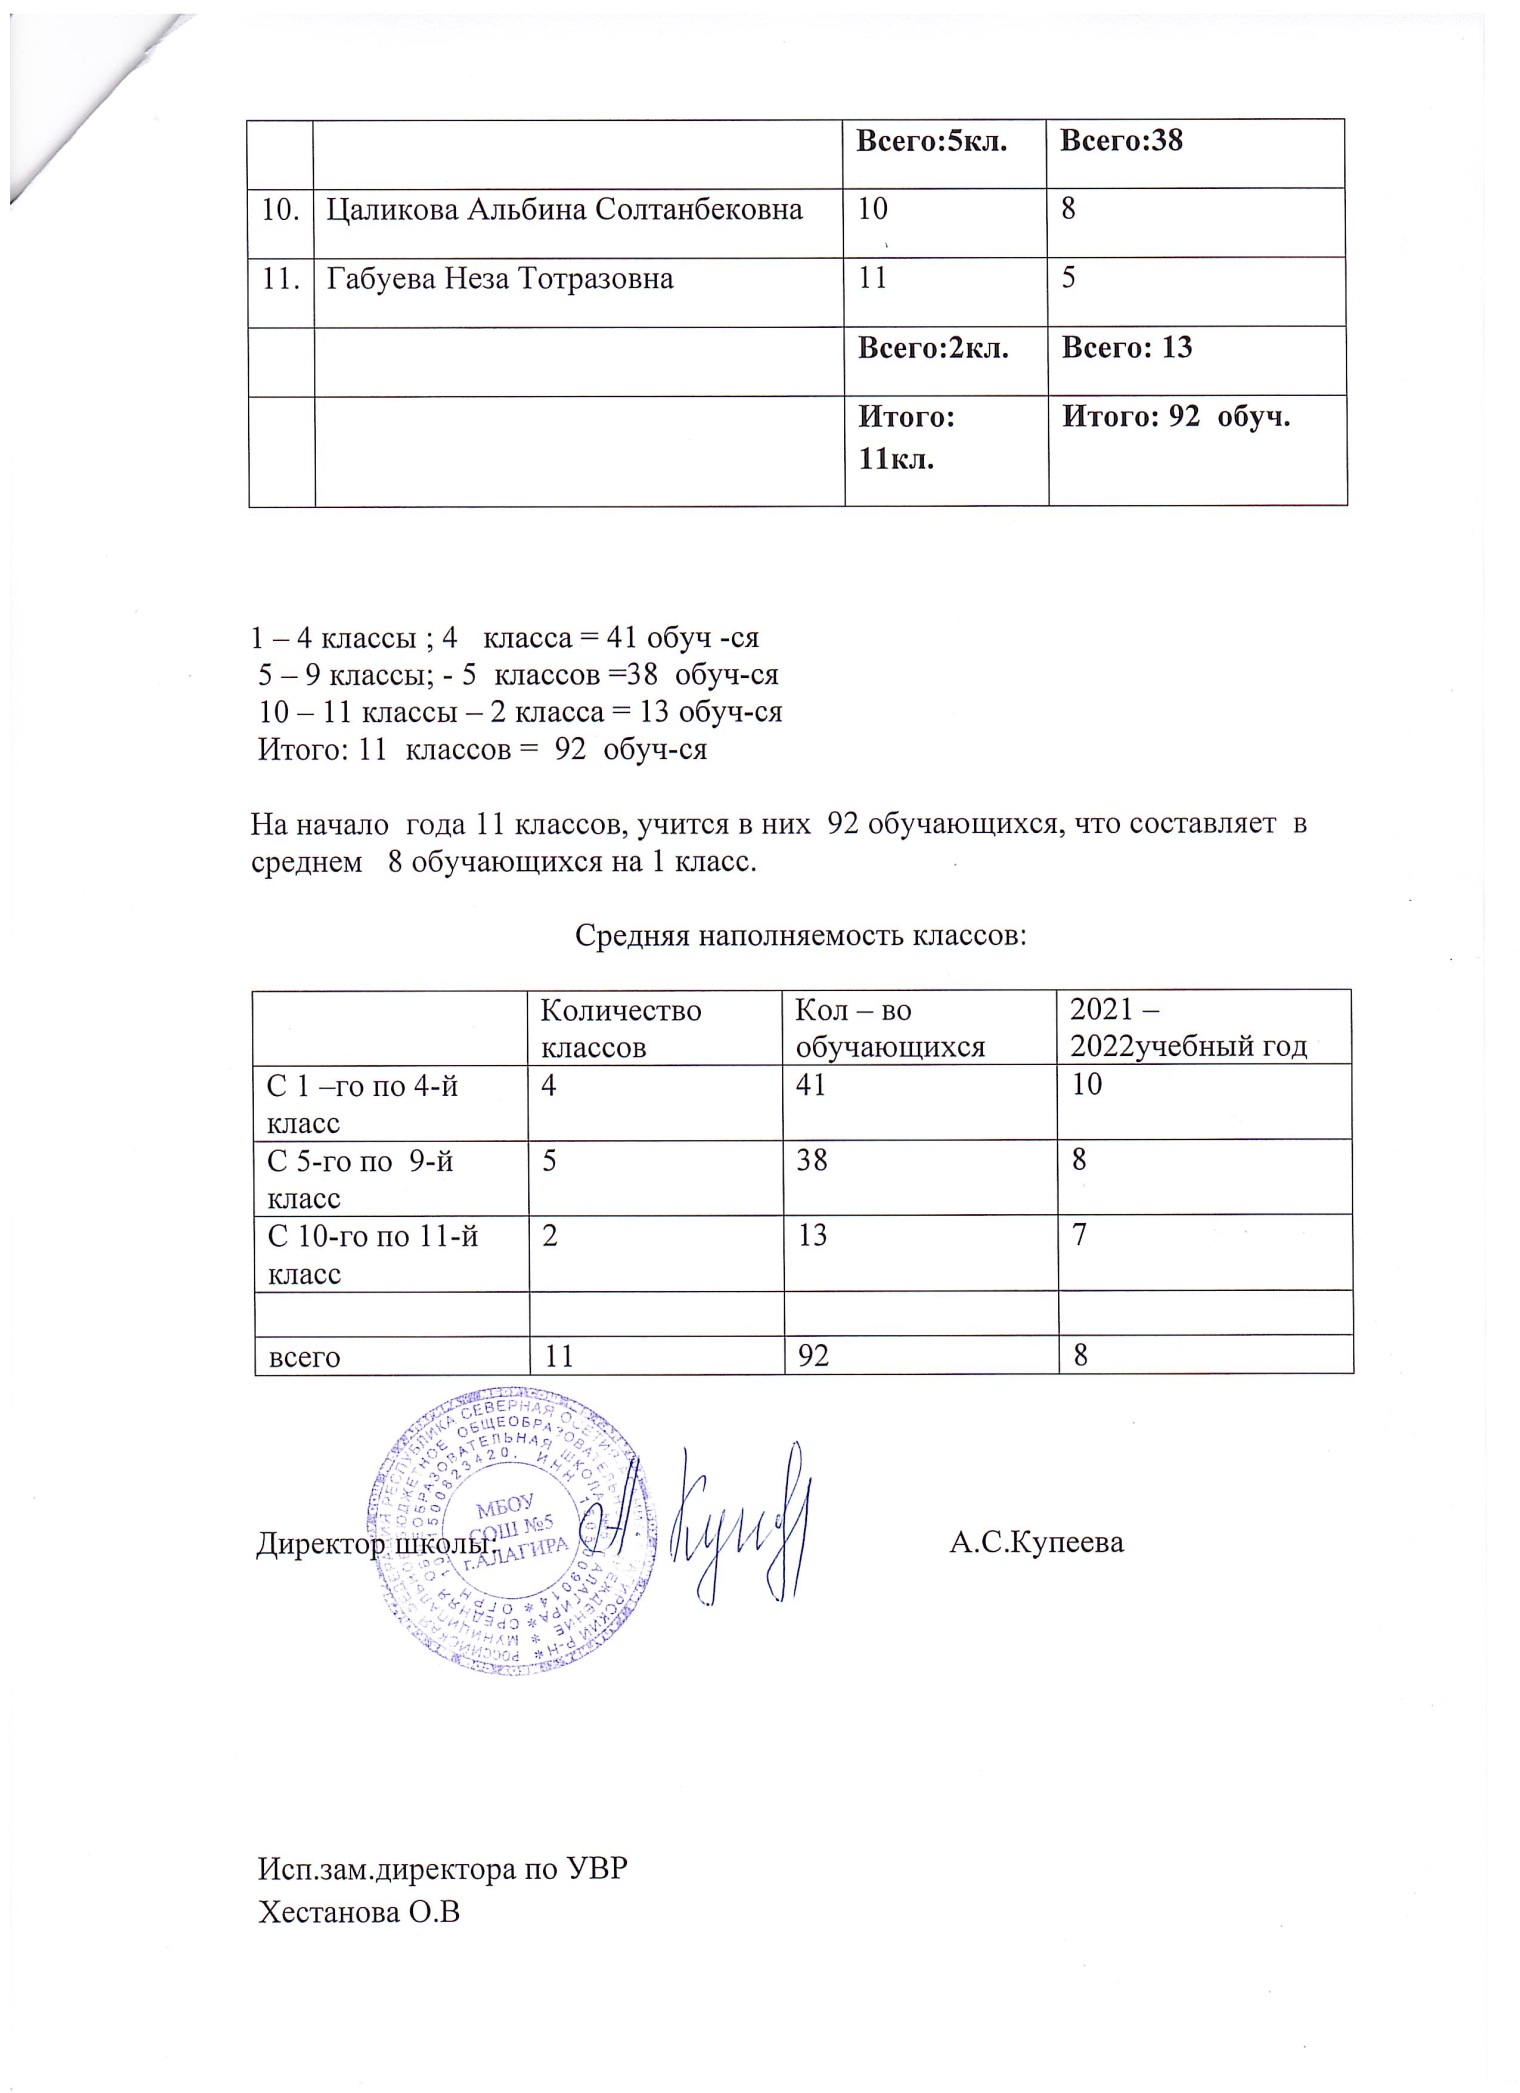 Всего:5кл. Всего:38
10. Цаликова Альбина Солтанбековна 10 8
11. Габуева Неза Тотразовна 11 5
Всего:2кл. Всего: 13
Итого: Итого: 92 обуч.
11кл.
1 – 4 классы ; 4 класса = 41 обуч -ся
5 – 9 классы; - 5 классов =38 обуч-ся
10 – 11 классы – 2 класса = 13 обуч-ся
Итого: 11 классов = 92 обуч-ся
На начало года 11 классов, учится в них 92 обучающихся, что составляет в
среднем 8 обучающихся на 1 класс.
Средняя наполняемость классов:
Количество Кол – во 2021 –
классов обучающихся 2022учебный год
С 1 –го по 4-й 4 41 10
класс
С 5-го по 9-й 5 38 8
класс
С 10-го по 11-й 2 13 7
класс
всего 11 92 8
МБОУ
СОШ №5
г.АЛАГИРА
Директор школы: А.С.Купеева
Исп.зам.директора по УВР
Хестанова О.В